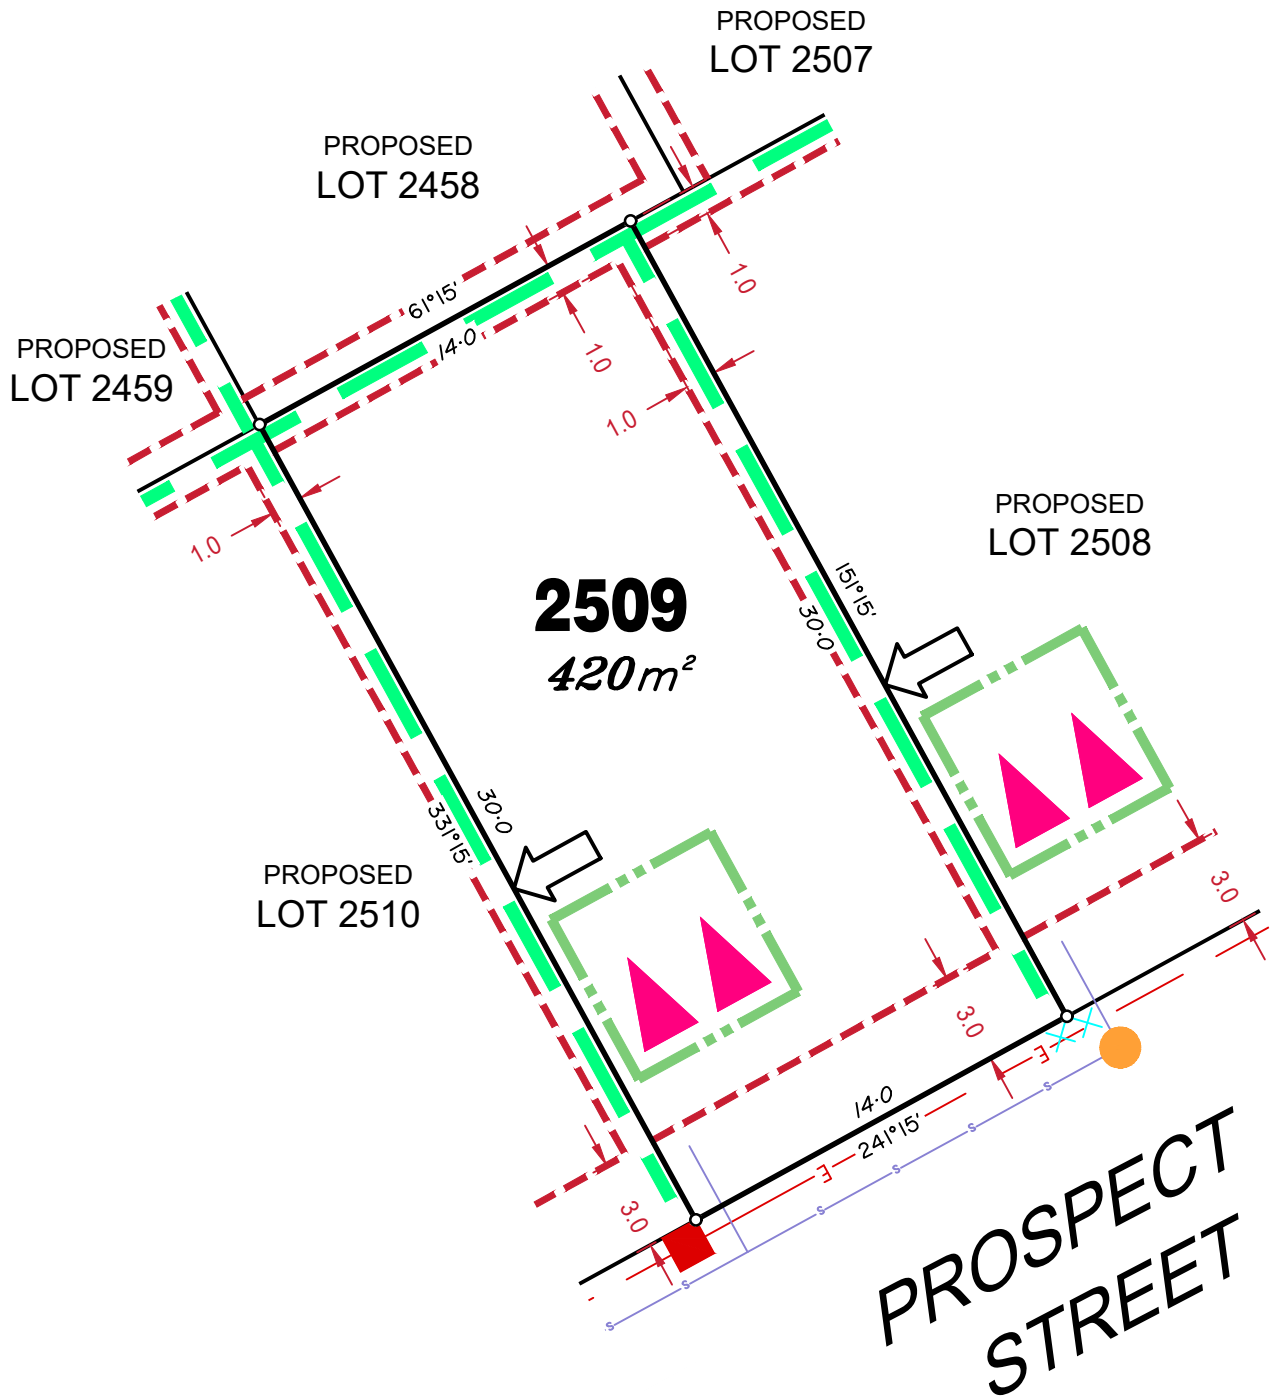 PROPOSED
LOT 2507
PROPOSED
LOT 2458
1.0
61°15'
14·0
1.0
PROPOSED
LOT 2459
1.0
1.0
PROPOSED
LOT 2508
2509
420m²
151°15'
30·0
30·0
331°15'
PROPOSED
LOT 2510
3.0
3.0
E
S
14·0
241°15'
S
E
S
S
3.0
S
S
PROSPECT
STREET